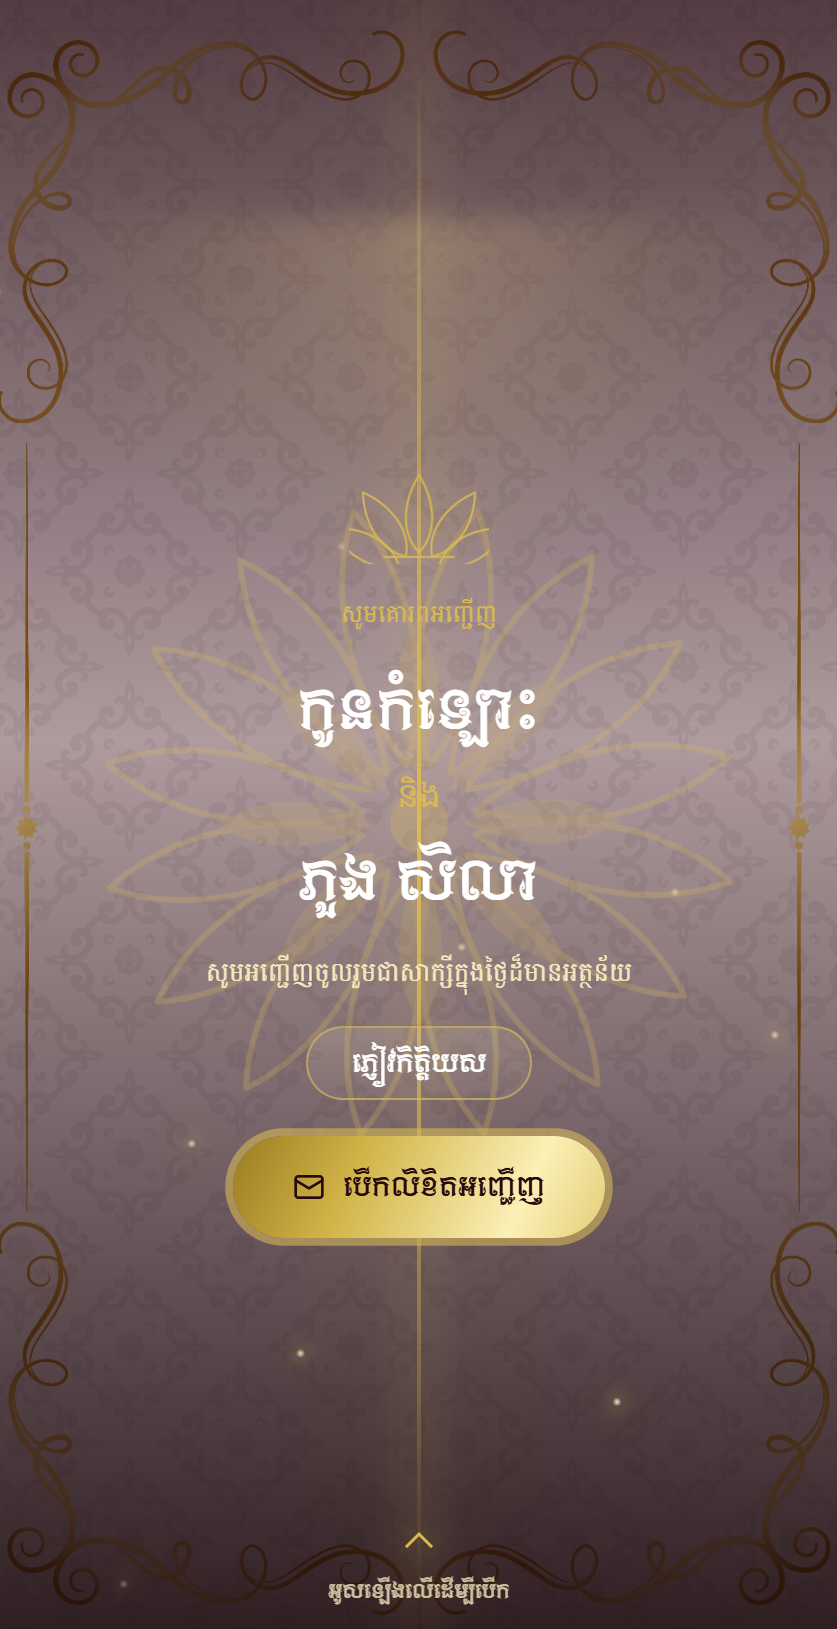 សូមគោរពអញ្ជើញ
កូនកំឡោះ
និង
ភួង សីលា
សូមអញ្ជើញចូលរួមជាសាក្សីក្នុងថ្ងៃដ៏មានអត្ថន័យ
ភ្ញៀវកិត្តិយស
បើកលិខិតអញ្ជើញ
អូសឡើងលើដើម្បីបើក